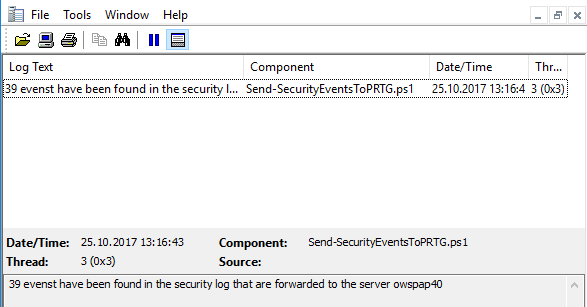 File Tools Window Help
Log Text Component Date/Time Thr...
39 evenst have been found in the security l... Send-SecurityEventsToPRTG.ps1 25.10.2017 13:16:4 3 (0x3)
Date/Time: 25.10.2017 13:16:43 Component: Send-SecurityEventsToPRTG.ps1
Thread: 3 (0x3) Source:
39 evenst have been found in the security log that are forwarded to the server owspap40